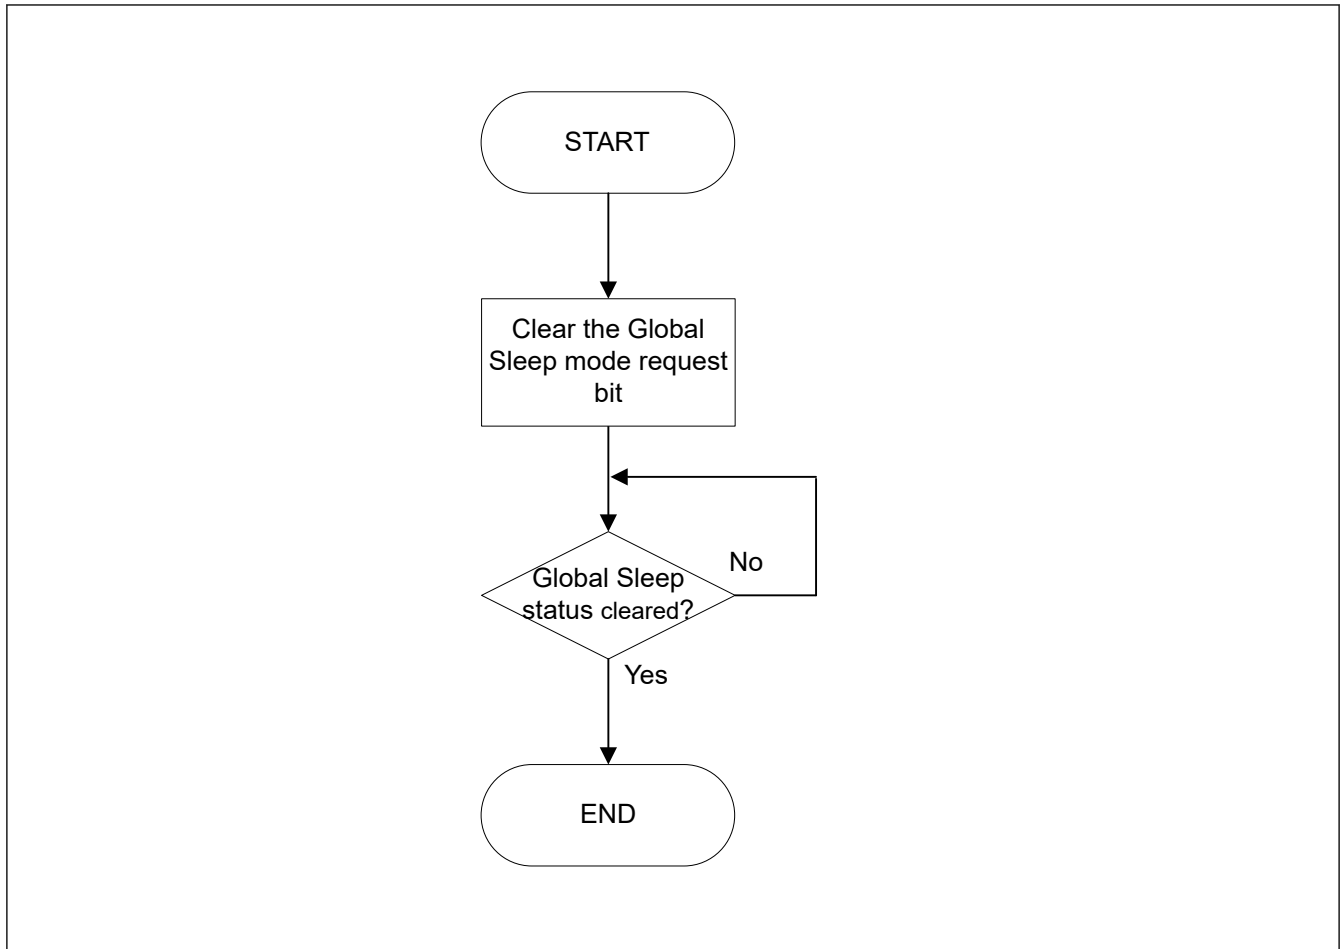 START
Clear the Global
Sleep mode request
bit
No
Global Sleep
status cleared?
Yes
END